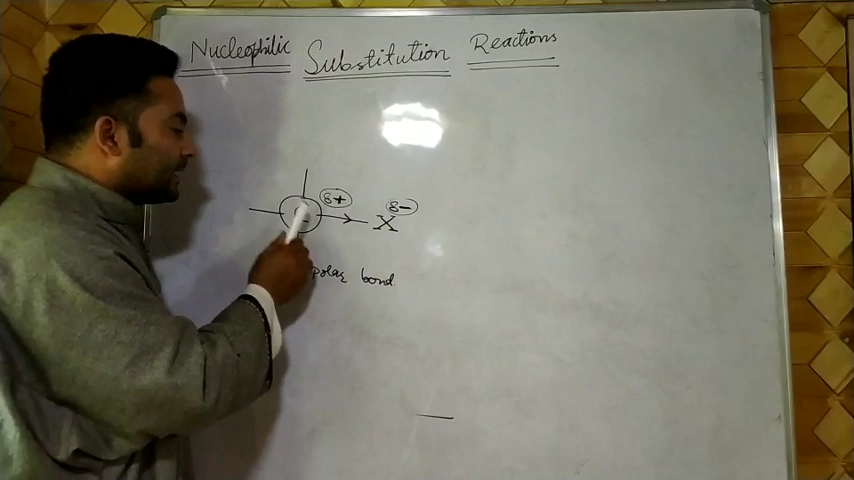 Nucleophilic Substitution Reactions
δ+ δ-
C X
polar bond.